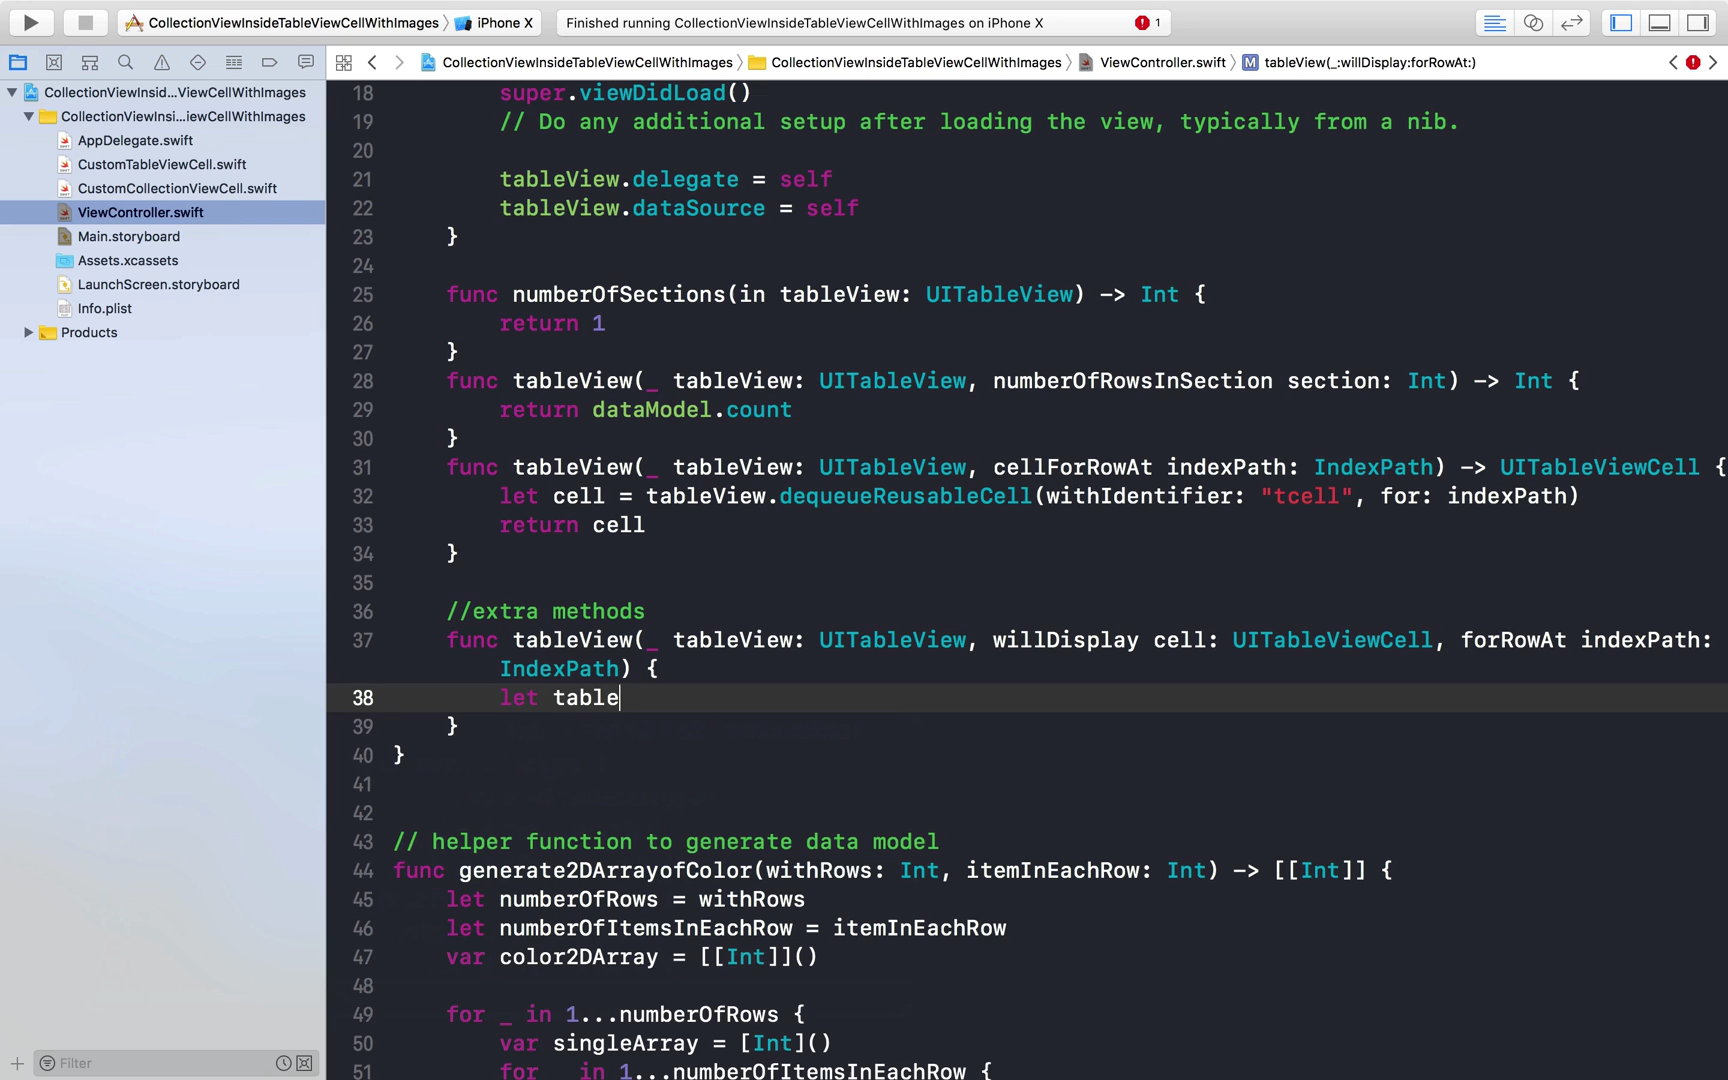 CollectionViewInsideTableViewCellWithImages iPhone X
Finished running CollectionViewInsideTableViewCellWithImages on iPhone X 1
CollectionViewInsideTableViewCellWithImages CollectionViewInsideTableViewCellWithImages ViewController.swift M tableView(_:willDisplay:forRowAt:)
CollectionViewInsid...ViewCellWithImages
CollectionViewInsi...iewCellWithImages
AppDelegate.swift
CustomTableViewCell.swift
CustomCollectionViewCell.swift
ViewController.swift
Main.storyboard
Assets.xcassets
LaunchScreen.storyboard
Info.plist
Products
Filter
18 super.viewDidLoad()
19 // Do any additional setup after loading the view, typically from a nib.
20
21 tableView.delegate = self
22 tableView.dataSource = self
23 }
24
25 func numberOfSections(in tableView: UITableView) -> Int {
26 return 1
27 }
28 func tableView(_ tableView: UITableView, numberOfRowsInSection section: Int) -> Int {
29 return dataModel.count
30 }
31 func tableView(_ tableView: UITableView, cellForRowAt indexPath: IndexPath) -> UITableViewCell {
32 let cell = tableView.dequeueReusableCell(withIdentifier: "tcell", for: indexPath)
33 return cell
34 }
35
36 //extra methods
37 func tableView(_ tableView: UITableView, willDisplay cell: UITableViewCell, forRowAt indexPath:
IndexPath) {
38 let table
39 }
40 }
41
42
43 // helper function to generate data model
44 func generate2DArrayofColor(withRows: Int, itemInEachRow: Int) -> [[Int]] {
45 let numberOfRows = withRows
46 let numberOfItemsInEachRow = itemInEachRow
47 var color2DArray = [[Int]]()
48
49 for _ in 1...numberOfRows {
50 var singleArray = [Int]()
51 for _ in 1...numberOfItemsInEachRow {